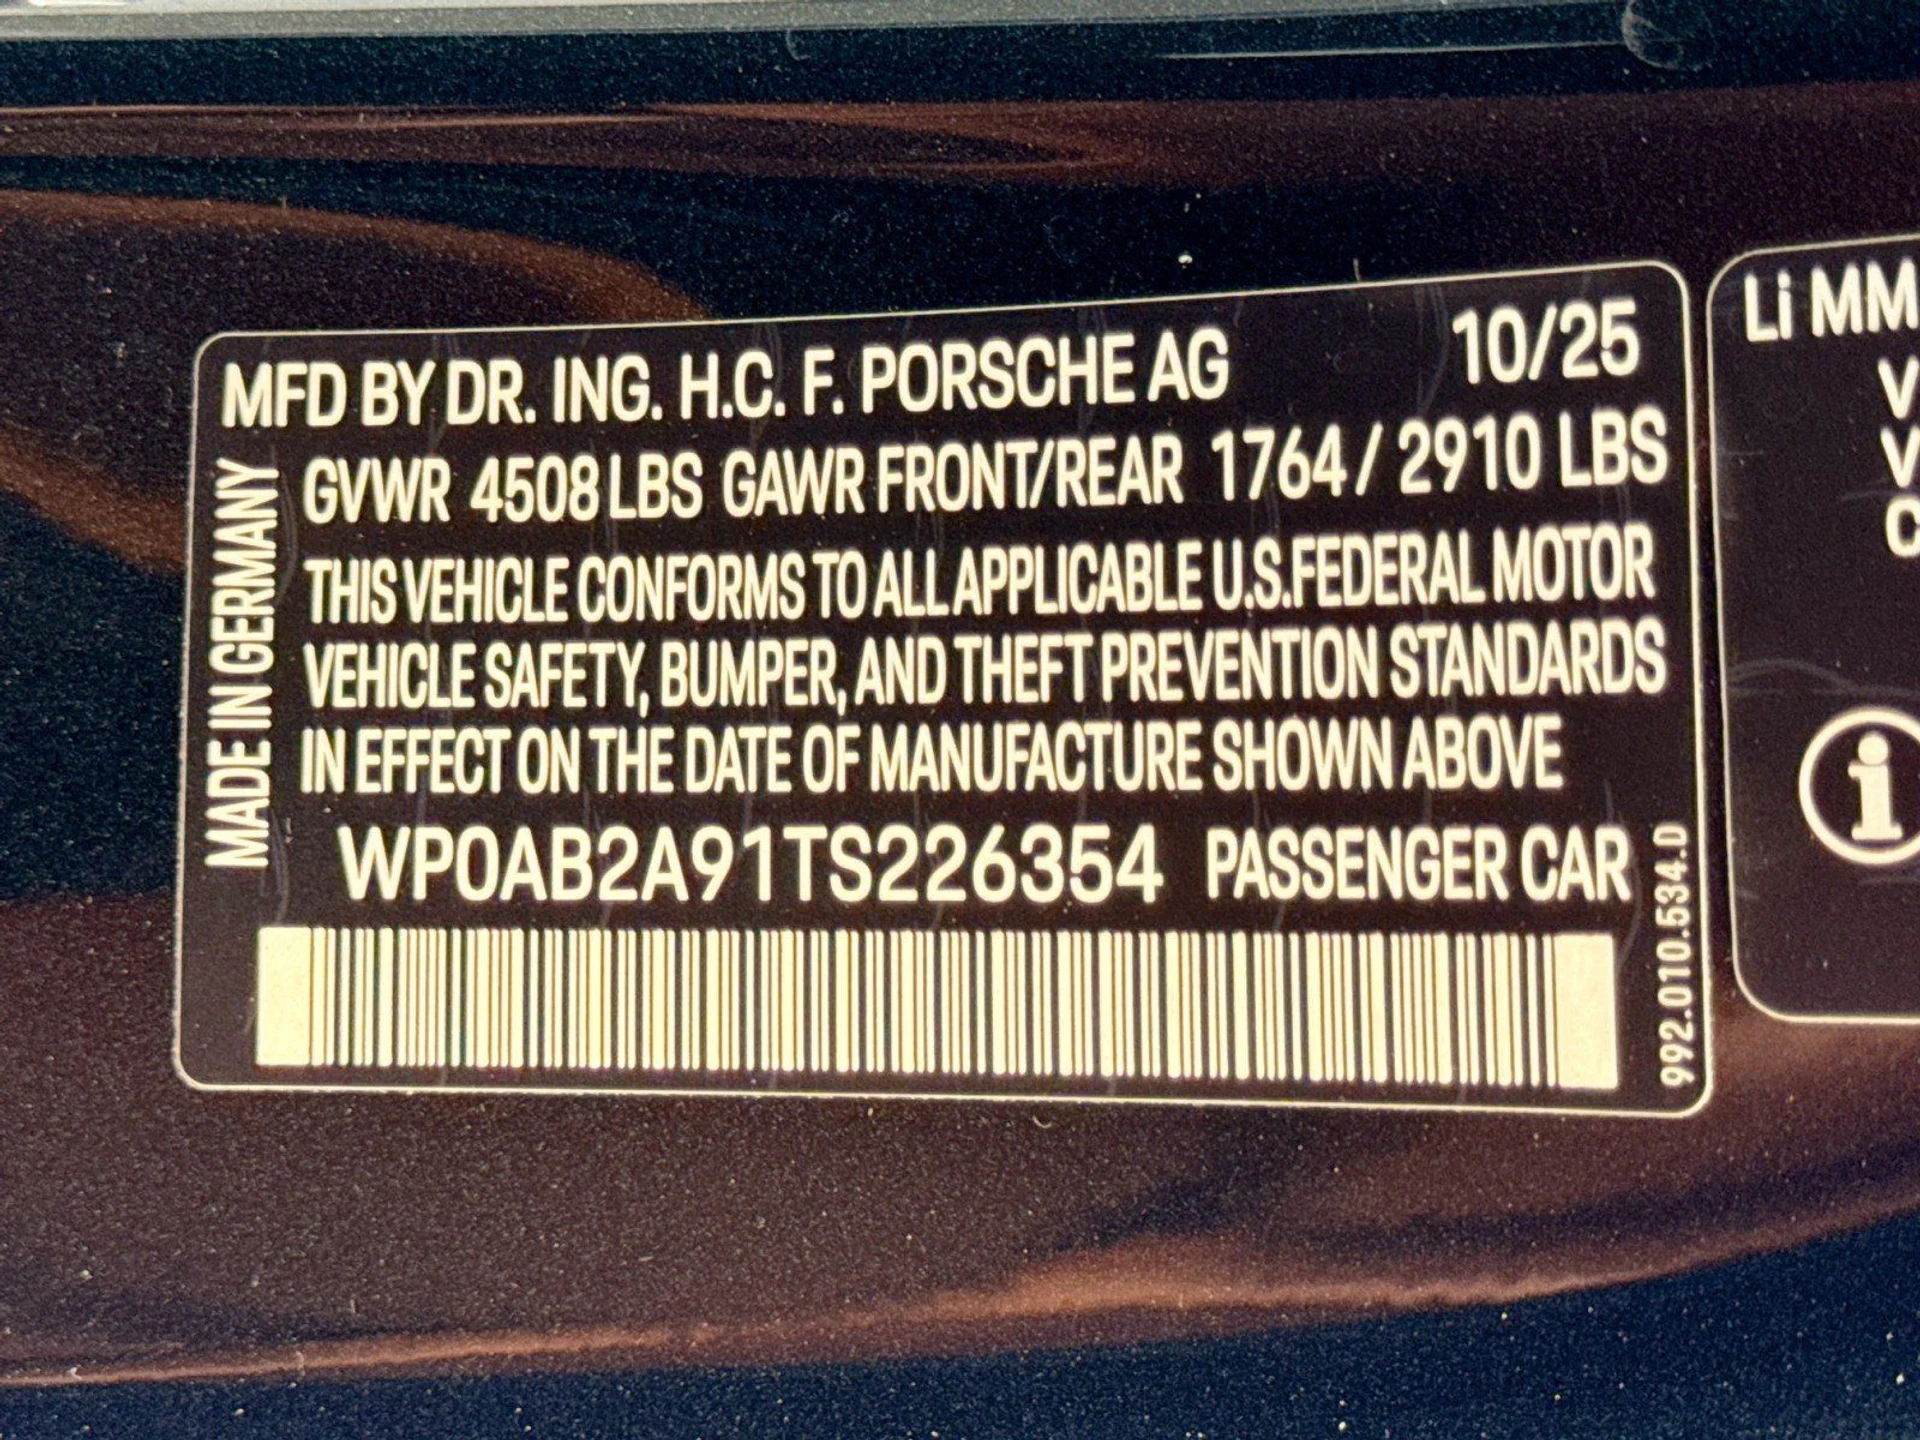 MFD BY DR. ING. H.C. F. PORSCHE AG 10/25
GVWR 4508 LBS GAWR FRONT/REAR 1764 / 2910 LBS
THIS VEHICLE CONFORMS TO ALL APPLICABLE U.S.FEDERAL MOTOR
VEHICLE SAFETY, BUMPER, AND THEFT PREVENTION STANDARDS
IN EFFECT ON THE DATE OF MANUFACTURE SHOWN ABOVE
WP0AB2A91TS226354 PASSENGER CAR
MADE IN GERMANY
992.010.534.D
Li MM
V
V
C
i